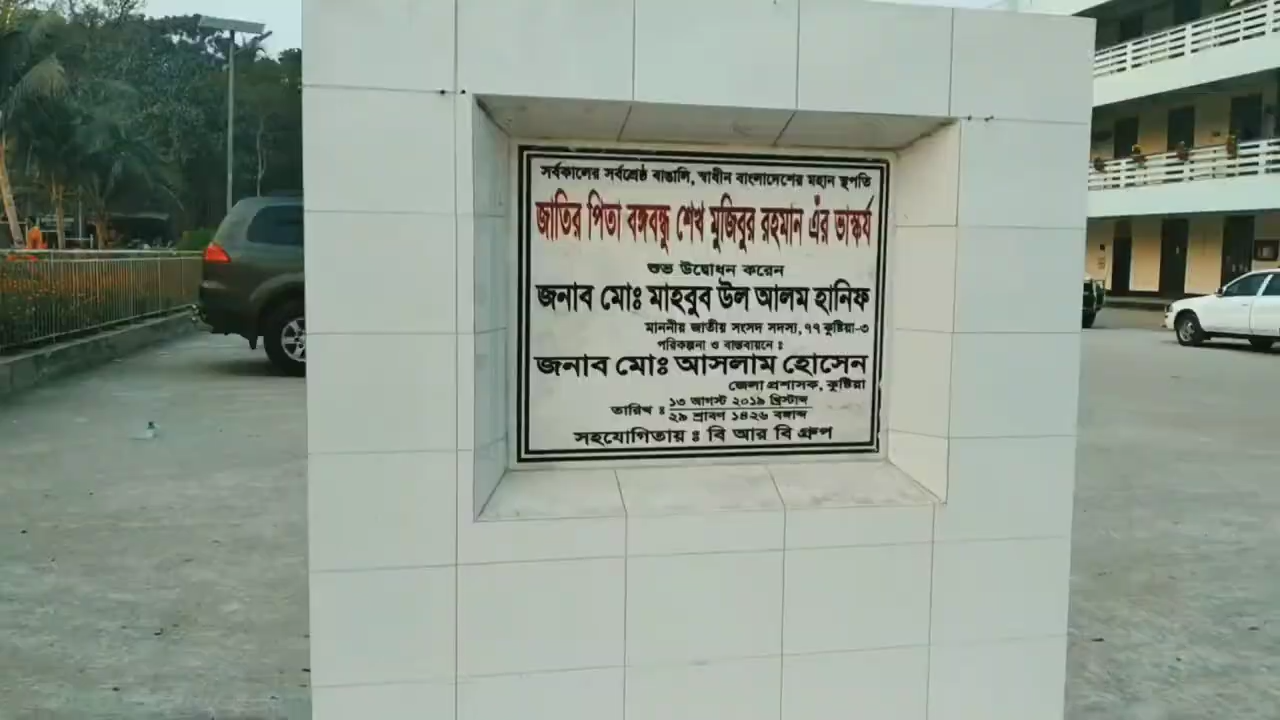 সর্বকালের সর্বশ্রেষ্ঠ বাঙালি, স্বাধীন বাংলাদেশের মহান স্থপতি
জাতির পিতা বঙ্গবন্ধু শেখ মুজিবুর রহমান এঁর ভাস্কর্য
শুভ উদ্বোধন করেন
জনাব মোঃ মাহবুব উল আলম হানিফ
মাননীয় জাতীয় সংসদ সদস্য, ৭৭ কুষ্টিয়া-৩
পরিকল্পনা ও বাস্তবায়নে :
জনাব মোঃ আসলাম হোসেন
জেলা প্রশাসক, কুষ্টিয়া
তারিখ : ১৩ আগস্ট ২০১৯ খ্রিস্টাব্দ
২৯ শ্রাবণ ১৪২৬ বঙ্গাব্দ
সহযোগিতায় : বি আর বি গ্রুপ